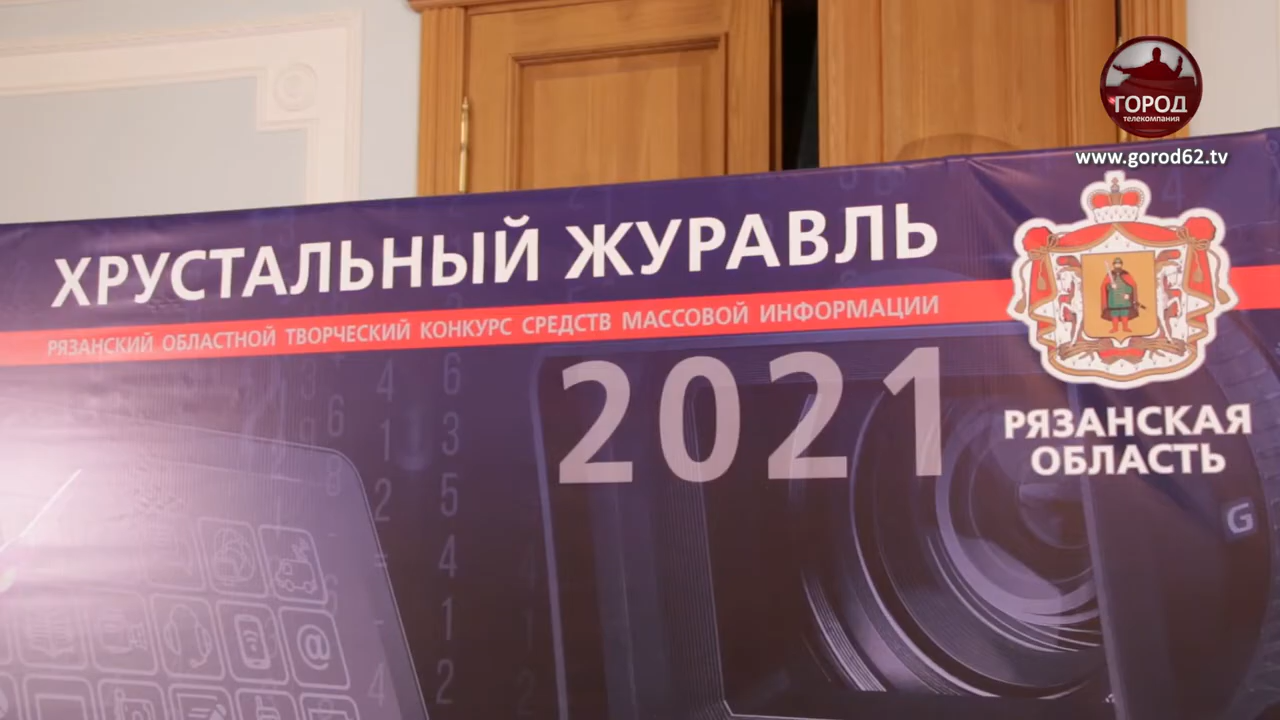 ГОРОД
телекомпания
www.gorod62.tv
ХРУСТАЛЬНЫЙ ЖУРАВЛЬ
РЯЗАНСКИЙ ОБЛАСТНОЙ ТВОРЧЕСКИЙ КОНКУРС СРЕДСТВ МАССОВОЙ ИНФОРМАЦИИ
2021
РЯЗАНСКАЯ
ОБЛАСТЬ
G